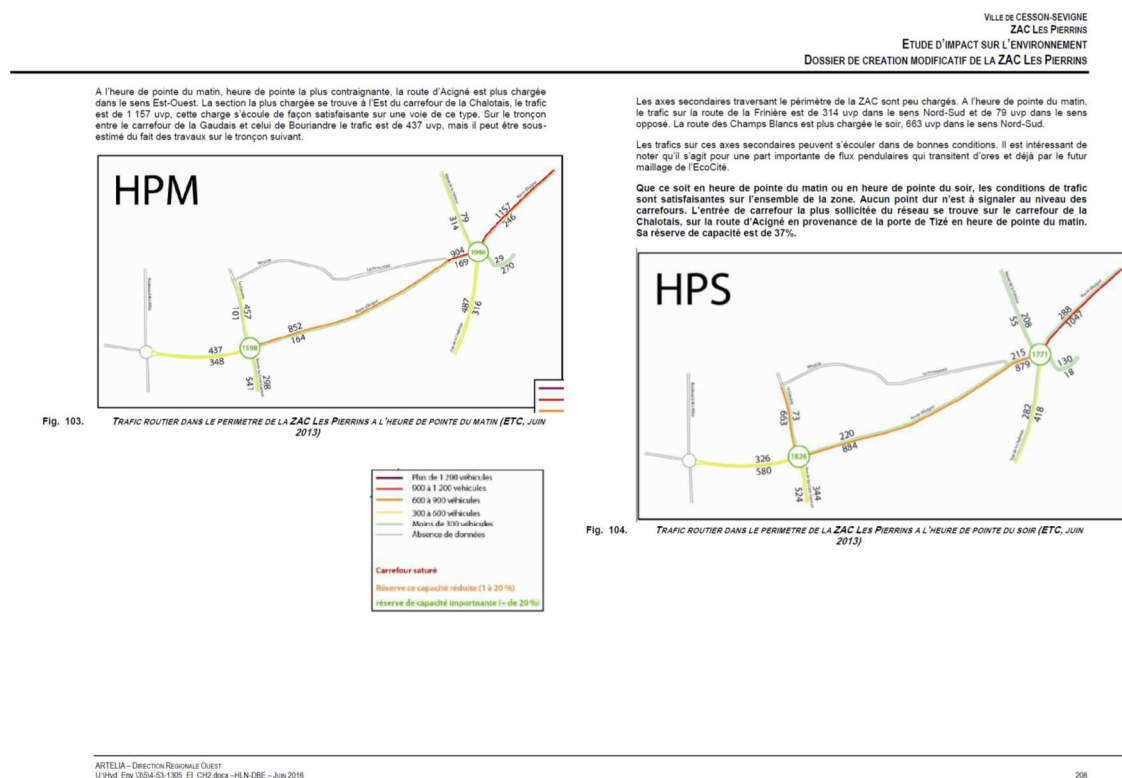 VILLE DE CESSON-SEVIGNE
ZAC LES PIERRINS
ETUDE D'IMPACT SUR L'ENVIRONNEMENT
DOSSIER DE CREATION MODIFICATIF DE LA ZAC LES PIERRINS
A l'heure de pointe du matin, heure de pointe la plus contraignante, la route d'Acigné est plus chargée
dans le sens Est-Ouest. La section la plus chargée se trouve à l'Est du carrefour de la Chalotais, le trafic
est de 1 157 uvp, cette charge s'écoule de façon satisfaisante sur une voie de ce type. Sur le tronçon
entre le carrefour de la Gaudais et celui de Bouriande le trafic est de 437 uvp, mais il peut être sous-
estimé du fait des travaux sur le tronçon suivant.
HPM
79
314
1157
246
1986
904
169
29
270
487
316
457
101
852
164
1598
437
348
298
541
Fig. 103. TRAFIC ROUTIER DANS LE PERIMETRE DE LA ZAC LES PIERRINS A L'HEURE DE POINTE DU MATIN (ETC, JUIN
2013)
Plus de 1 200 véhicules
900 à 1 200 véhicules
600 à 900 véhicules
300 à 600 véhicules
Moins de 300 véhicules
Absence de données
Carrefour saturé
Réserve de capacité réduite (1 à 20 %)
réserve de capacité importante (+ de 20 %)
Les axes secondaires traversant le périmètre de la ZAC sont peu chargés. A l'heure de pointe du matin,
le trafic sur la route de la Frinière est de 314 uvp dans le sens Nord-Sud et de 79 uvp dans le sens
opposé. La route des Champs Blancs est plus chargée le soir, 663 uvp dans le sens Nord-Sud.
Les trafics sur ces axes secondaires peuvent s'écouler dans de bonnes conditions. Il est intéressant de
noter qu'il s'agit pour une part importante de flux pendulaires qui transitent d'ores et déjà par le futur
maillage de l'EcoCité.
Que ce soit en heure de pointe du matin ou en heure de pointe du soir, les conditions de trafic
sont satisfaisantes sur l'ensemble de la zone. Aucun point dur n'est à signaler au niveau des
carrefours. L'entrée de carrefour la plus sollicitée du réseau se trouve sur le carrefour de la
Chalotais, sur la route d'Acigné en provenance de la porte de Tizé en heure de pointe du matin.
Sa réserve de capacité est de 37%.
HPS
208
55
288
1047
1771
215
879
130
18
282
418
73
663
220
884
1826
326
580
344
524
Fig. 104. TRAFIC ROUTIER DANS LE PERIMETRE DE LA ZAC LES PIERRINS A L'HEURE DE POINTE DU SOIR (ETC, JUIN
2013)
ARTELIA – DIRECTION REGIONALE OUEST
U:\Hyd_Env.\3\5\4-53-1305_EI_CH2.docx –HLN-DBE – JUIN 2016
208